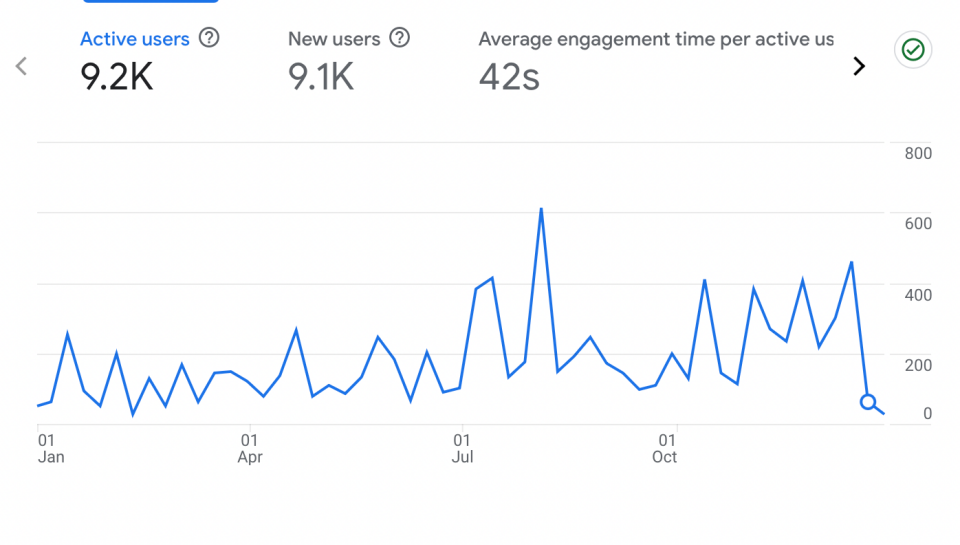 Active users
New users
Average engagement time per active us
9.2K
9.1K
42s
800
600
400
200
0
01
Jan
01
Apr
01
Jul
01
Oct